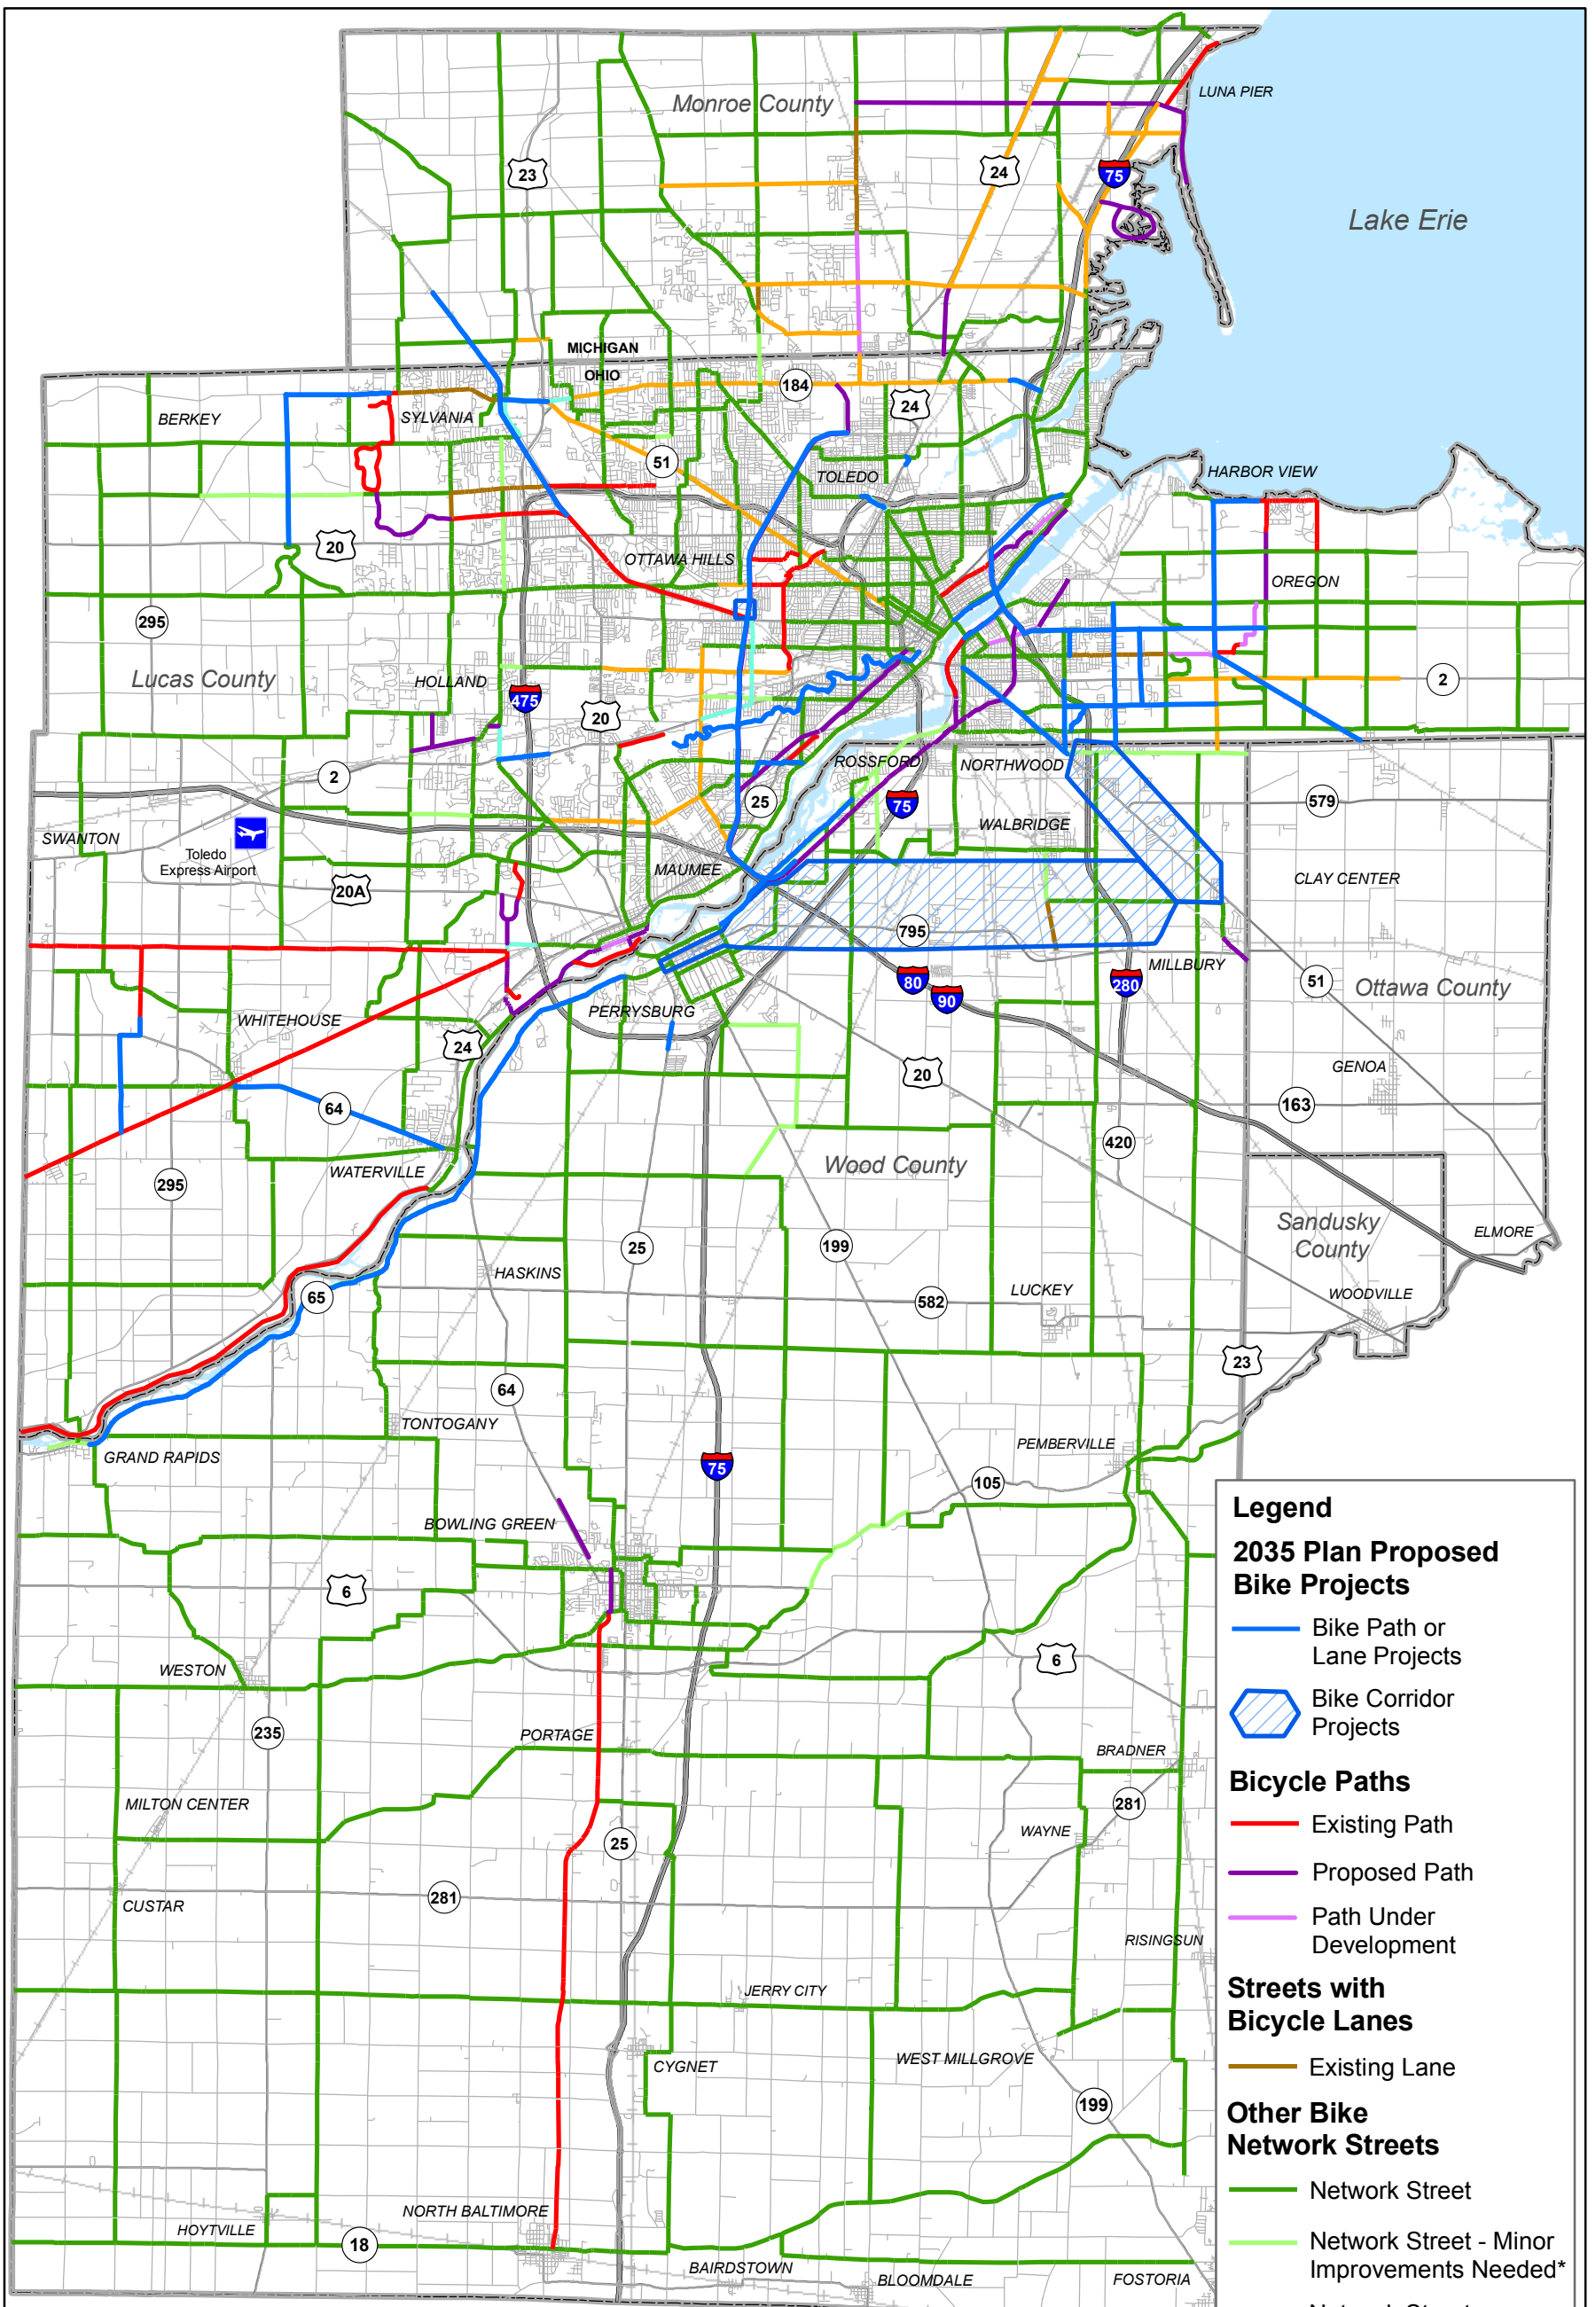 Monroe County
LUNA PIER
23
24
75
Lake Erie
MICHIGAN
OHIO
184
24
BERKEY
SYLVANIA
51
TOLEDO
HARBOR VIEW
20
OTTAWA HILLS
OREGON
295
Lucas County
HOLLAND
475
20
2
2
ROSSFORD
NORTHWOOD
25
75
579
SWANTON
Toledo
Express Airport
WALBRIDGE
MAUMEE
20A
CLAY CENTER
795
MILLBURY
80
90
280
51
Ottawa County
WHITEHOUSE
PERRYSBURG
24
20
GENOA
64
163
420
WATERVILLE
Wood County
295
Sandusky
County
ELMORE
25
199
HASKINS
65
582
LUCKEY
WOODVILLE
23
64
TONTOGANY
GRAND RAPIDS
PEMBERVILLE
75
105
BOWLING GREEN
6
6
WESTON
235
PORTAGE
BRADNER
MILTON CENTER
281
WAYNE
25
281
CUSTAR
RISINGSUN
JERRY CITY
CYGNET
WEST MILLGROVE
199
NORTH BALTIMORE
HOYTVILLE
18
BAIRDSTOWN
BLOOMDALE
FOSTORIA
Legend
2035 Plan Proposed
Bike Projects
Bike Path or
Lane Projects
Bike Corridor
Projects
Bicycle Paths
Existing Path
Proposed Path
Path Under
Development
Streets with
Bicycle Lanes
Existing Lane
Other Bike
Network Streets
Network Street
Network Street - Minor
Improvements Needed*